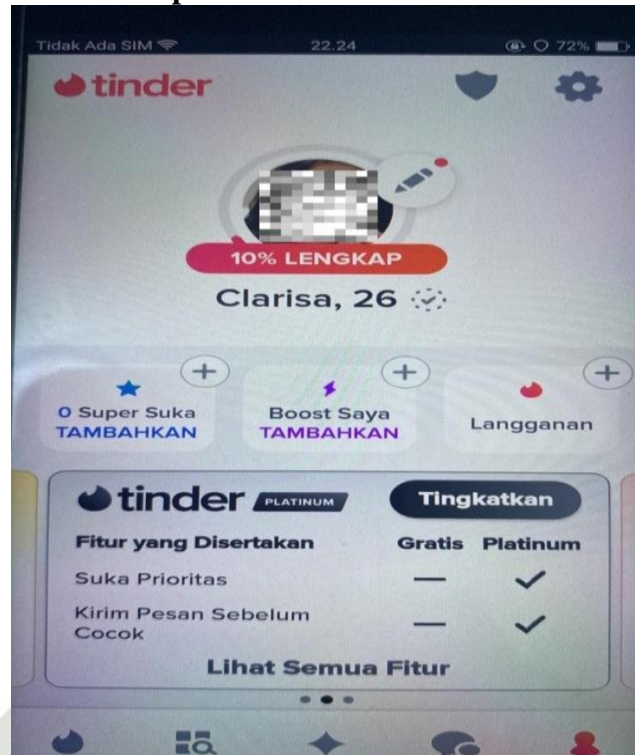 Tidak Ada SIM 22.24 72%
tinder
10% LENGKAP
Clarisa, 26
0 Super Suka
TAMBAHKAN
Boost Saya
TAMBAHKAN
Langganan
tinder PLATINUM Tingkatkan
Fitur yang Disertakan Gratis Platinum
Suka Prioritas
Kirim Pesan Sebelum
Cocok
Lihat Semua Fitur